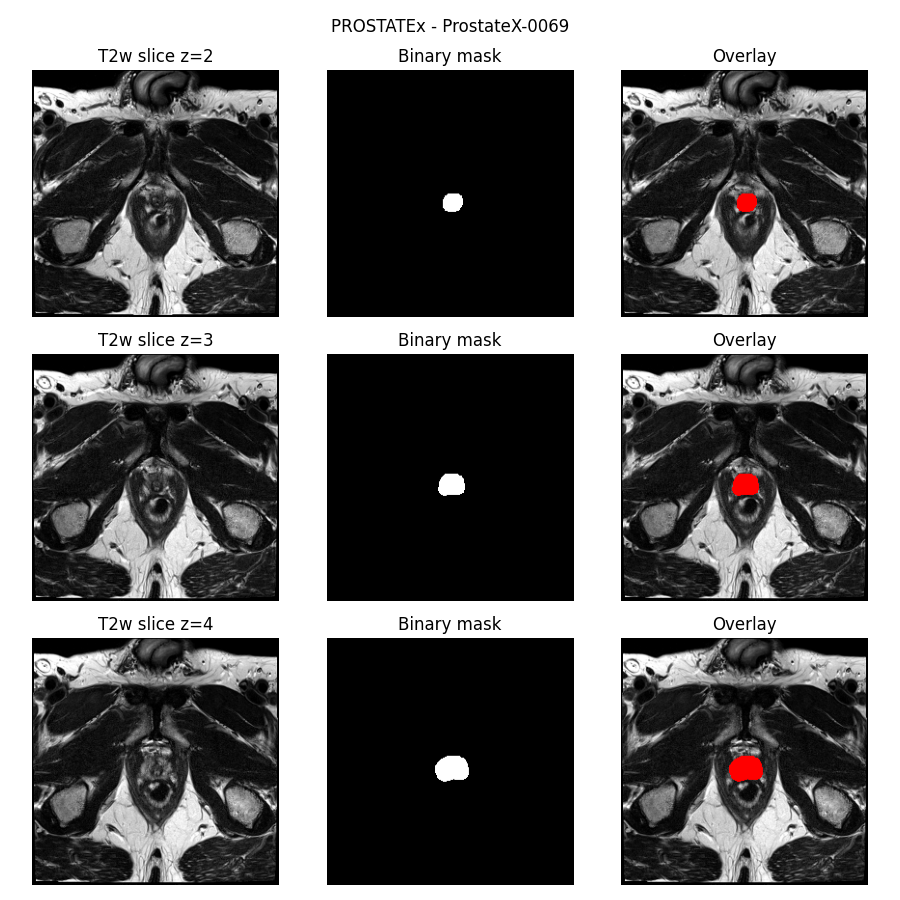 PROSTATEx - ProstateX-0069
T2w slice z=2
Binary mask
Overlay
T2w slice z=3
Binary mask
Overlay
T2w slice z=4
Binary mask
Overlay